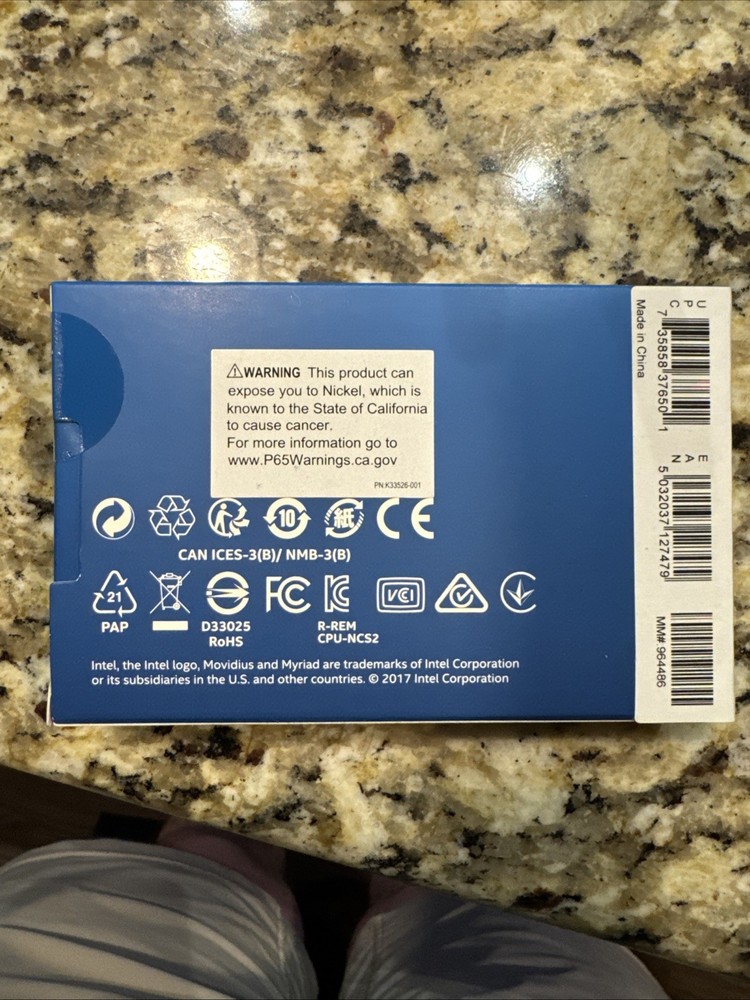 WARNING This product can
expose you to Nickel, which is
known to the State of California
to cause cancer.
For more information go to
www.P65Warnings.ca.gov
PN.K33526-001
10
紙
CE
CAN ICES-3(B)/ NMB-3(B)
21
PAP
D33025
RoHS
FC
R-REM
CPU-NCS2
VCI
Intel, the Intel logo, Movidius and Myriad are trademarks of Intel Corporation
or its subsidiaries in the U.S. and other countries. © 2017 Intel Corporation
UPC
7 35858 37650 1
Made in China
EAN
5 032037 127479
MM# 964486